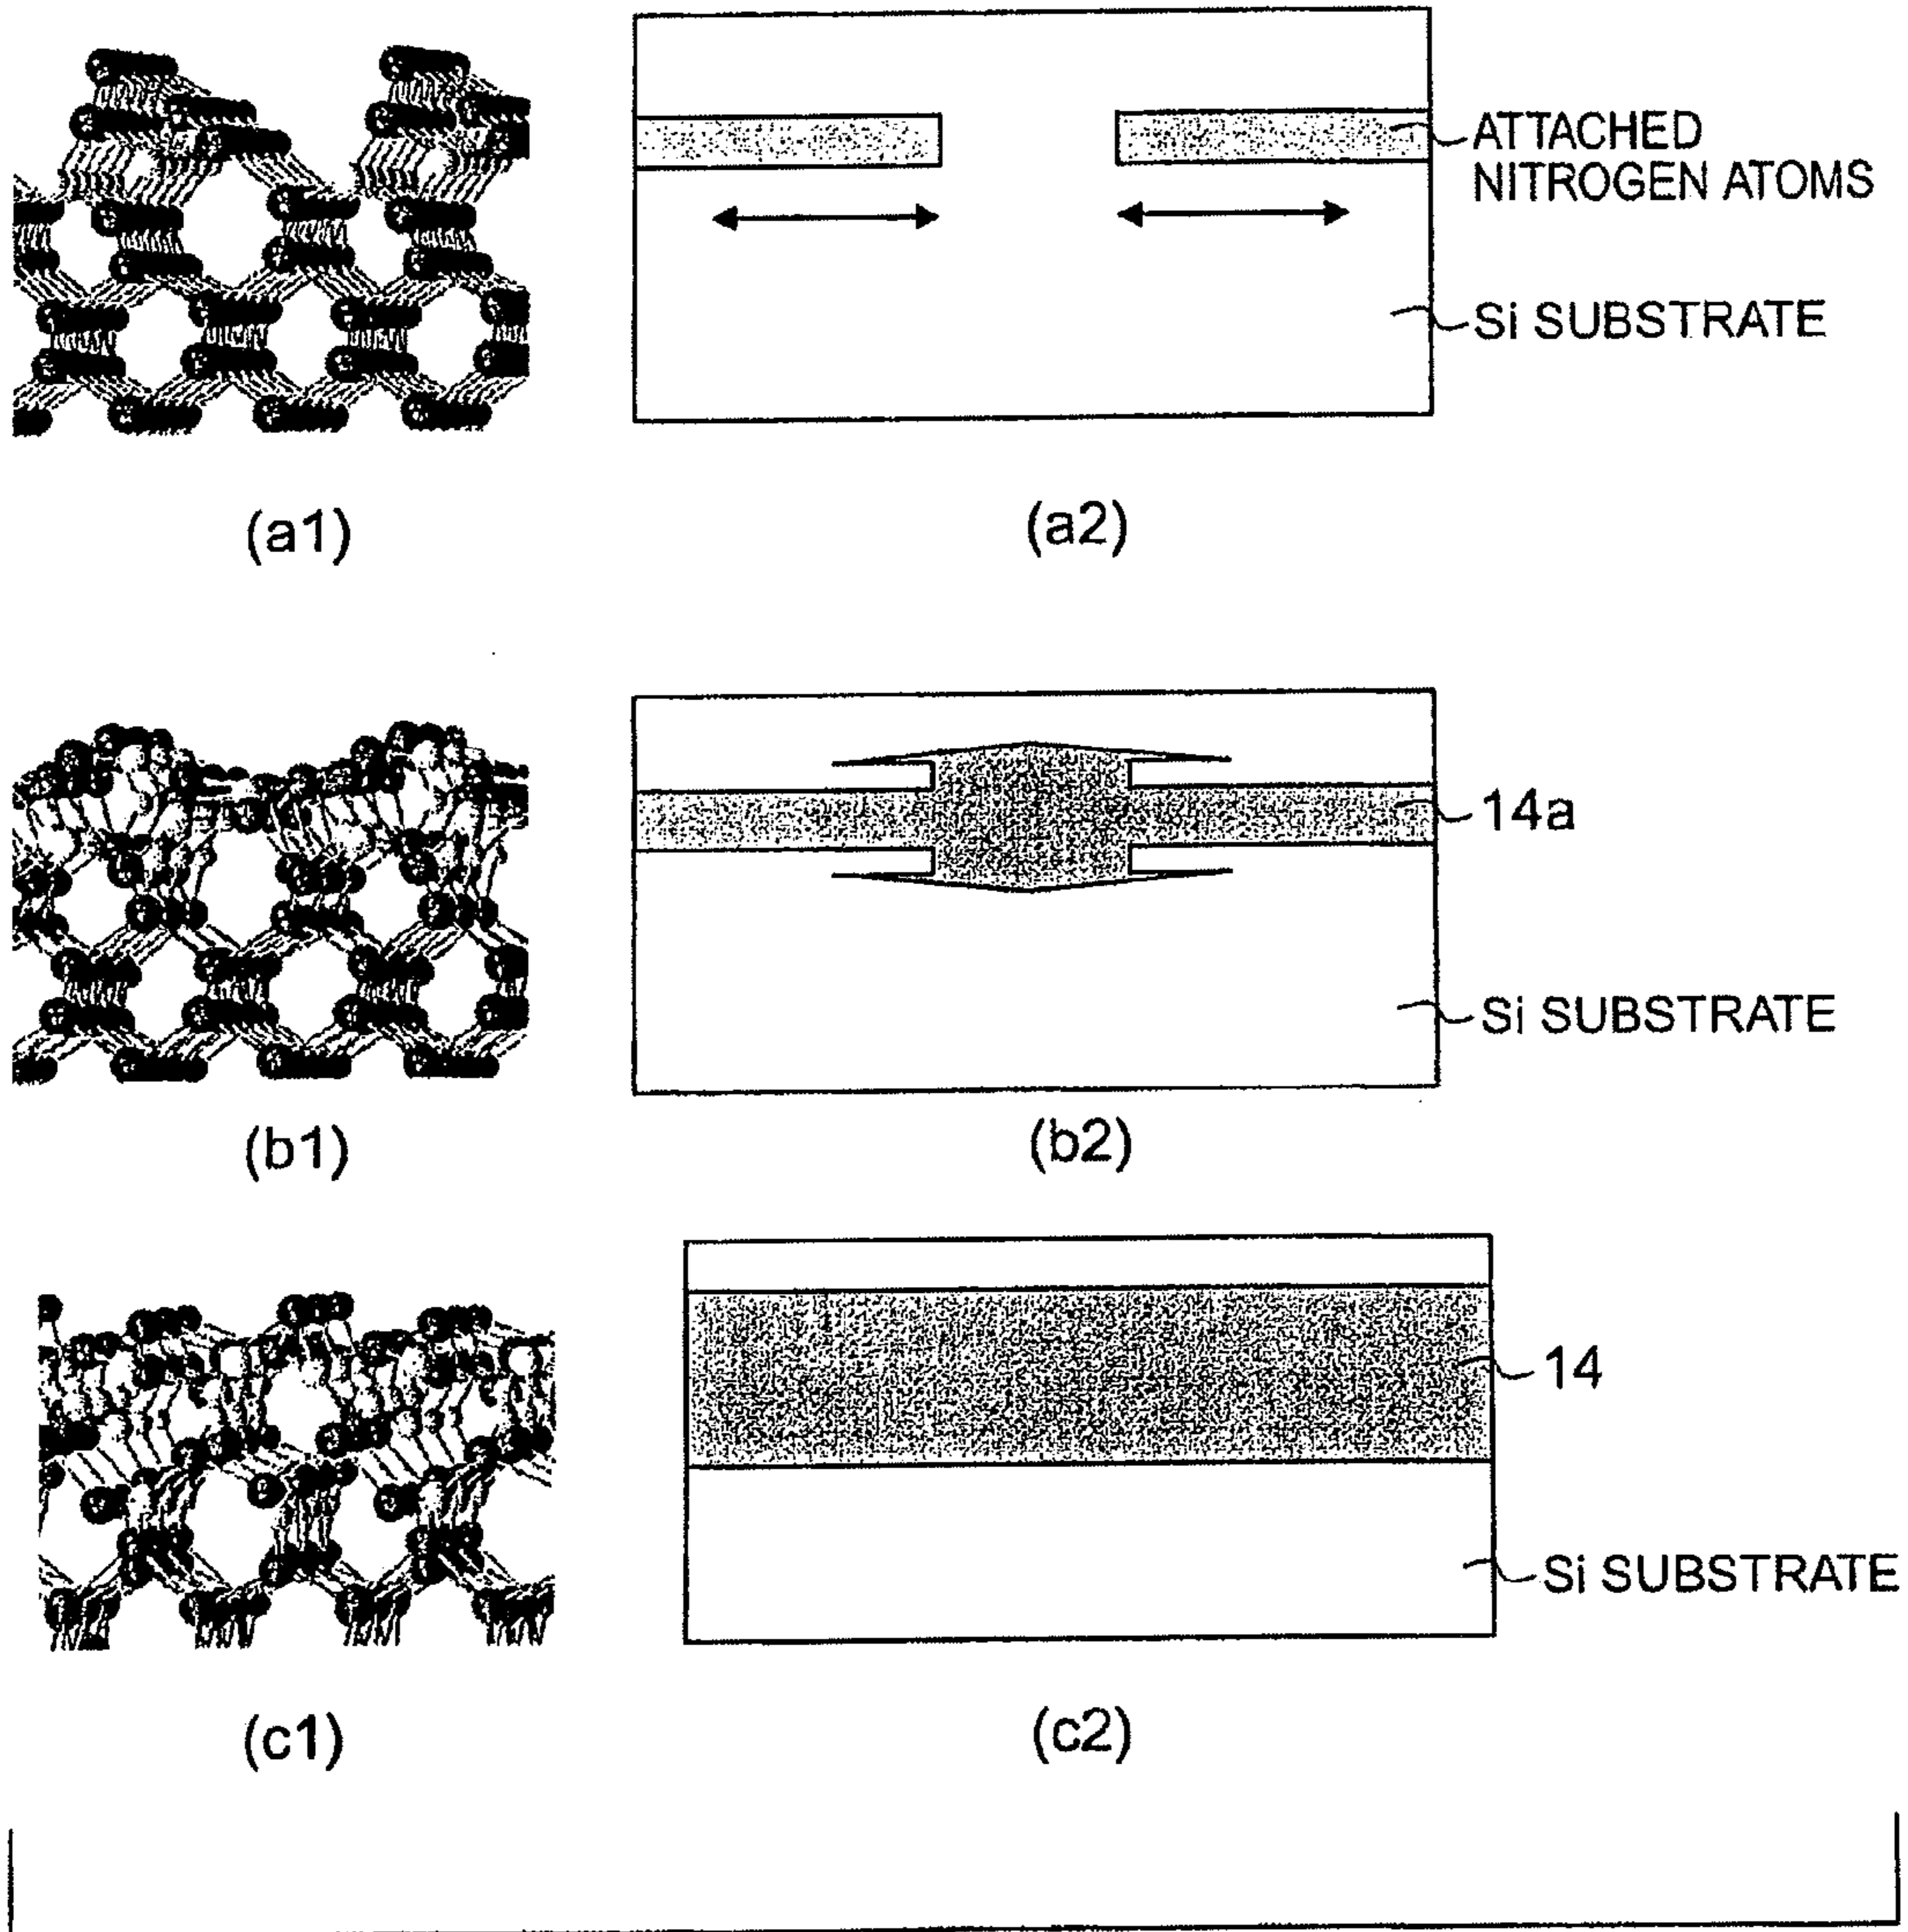 ATTACHED
NITROGEN ATOMS
Si SUBSTRATE
(a1)
(a2)
14a
Si SUBSTRATE
(b1)
(b2)
14
Si SUBSTRATE
(c1)
(c2)